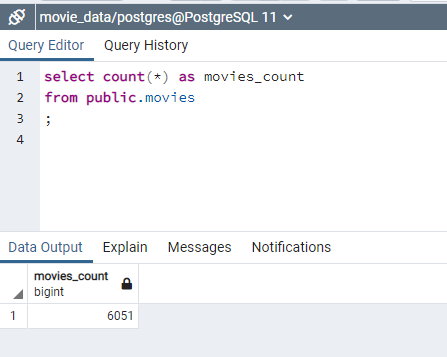 movie_data/postgres@PostgreSQL 11
Query Editor Query History
1 select count(*) as movies_count
2 from public.movies
3 ;
4
Data Output Explain Messages Notifications
movies_count
bigint
1 6051